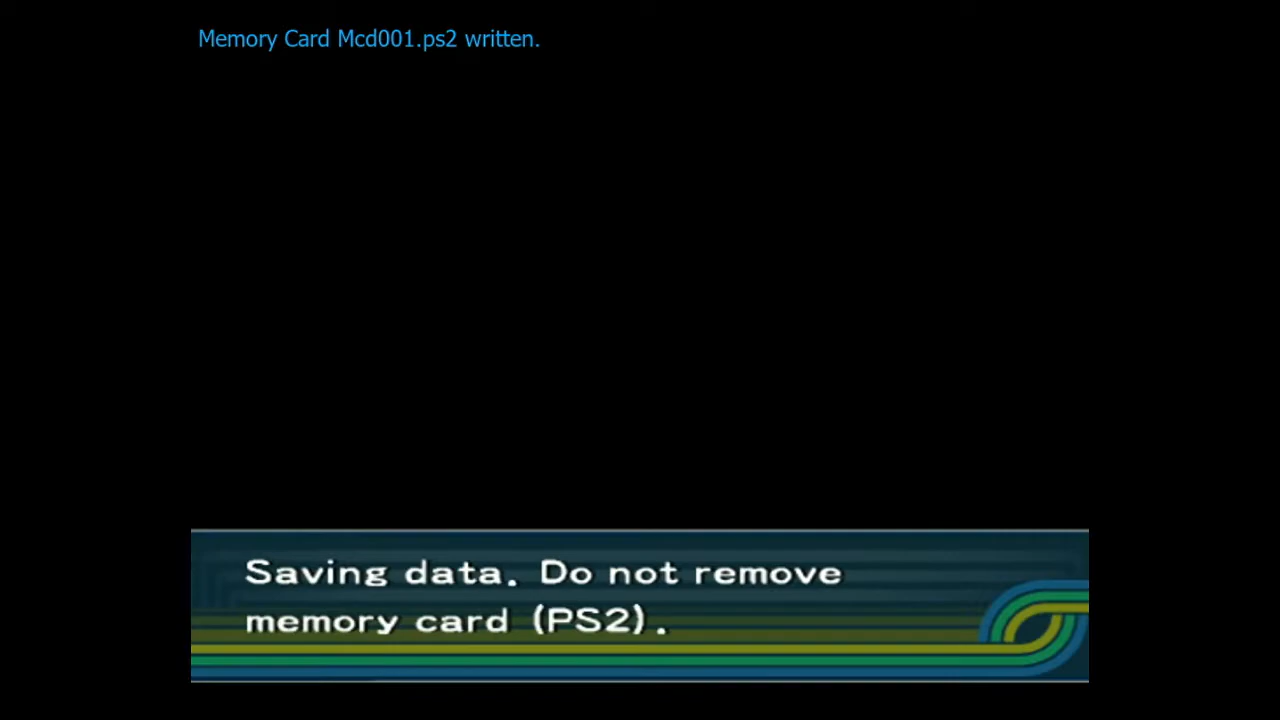 Memory Card Mcd001.ps2 written.
Saving data. Do not remove
memory card (PS2).